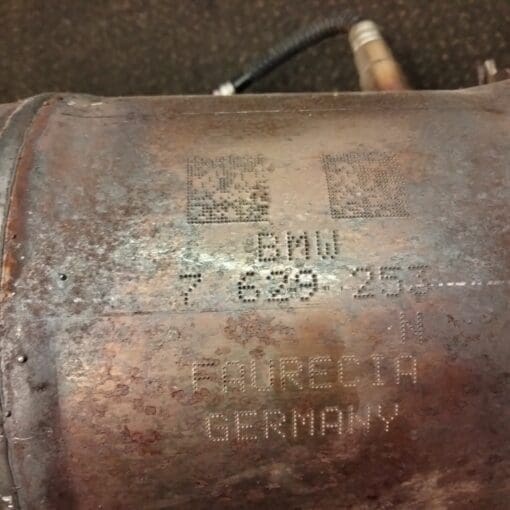 BMW
7 629 253
N
FAURECIA
GERMANY